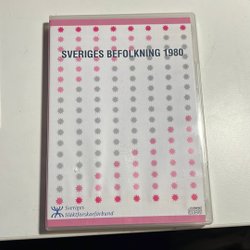 SVERIGES BEFOLKNING 1980
Sveriges
Släktforskarförbund